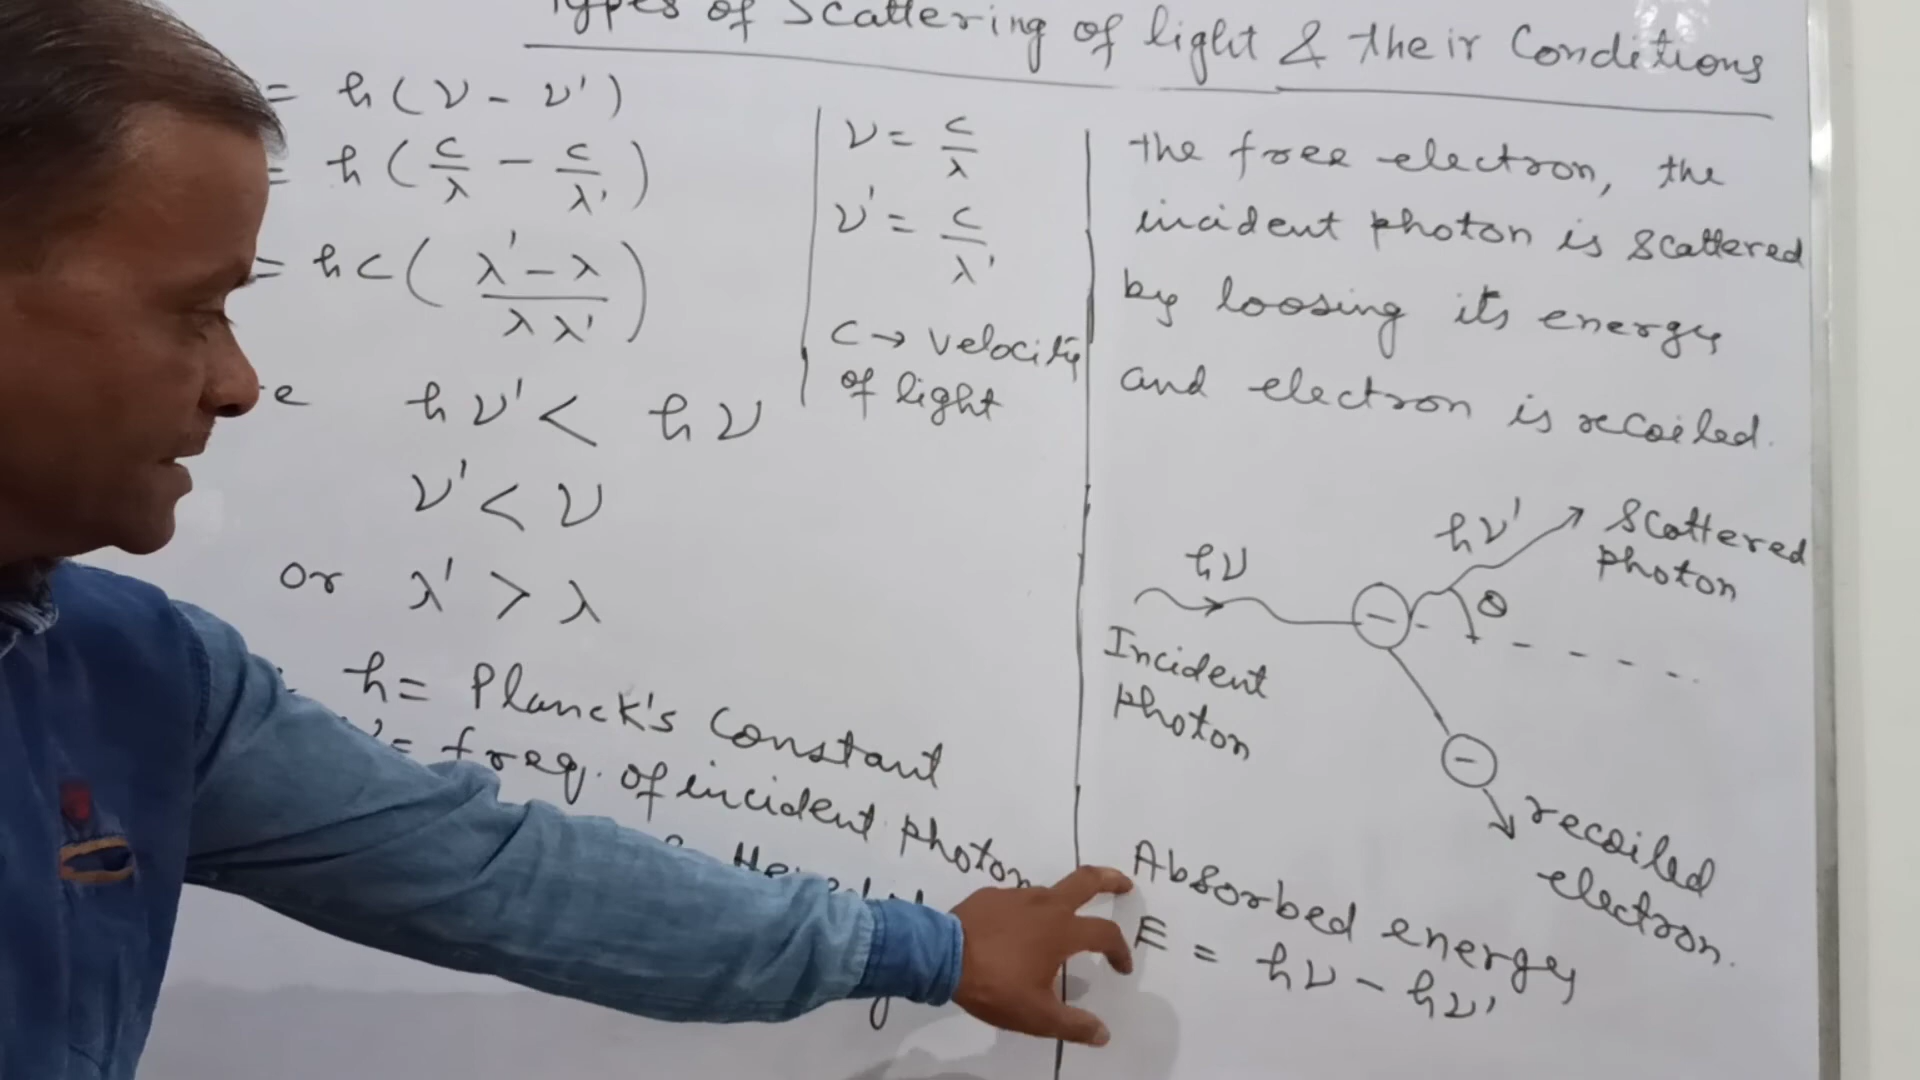 Types of Scattering of light & their Conditions
= h(ν - ν')
= h(c/λ - c/λ')
= hc(λ'-λ/λλ')
hν' < hν
ν' < ν
or λ' > λ
h = Planck's Constant
= freq. of incident photon
ν = c/λ
ν' = c/λ'
c → velocity
of light
the free electron, the
incident photon is scattered
by loosing its energy
and electron is recoiled.
hν
Incident
photon
hν'
Scattered
photon
θ
recoiled
electron.
Absorbed energy
E = hν - hν'